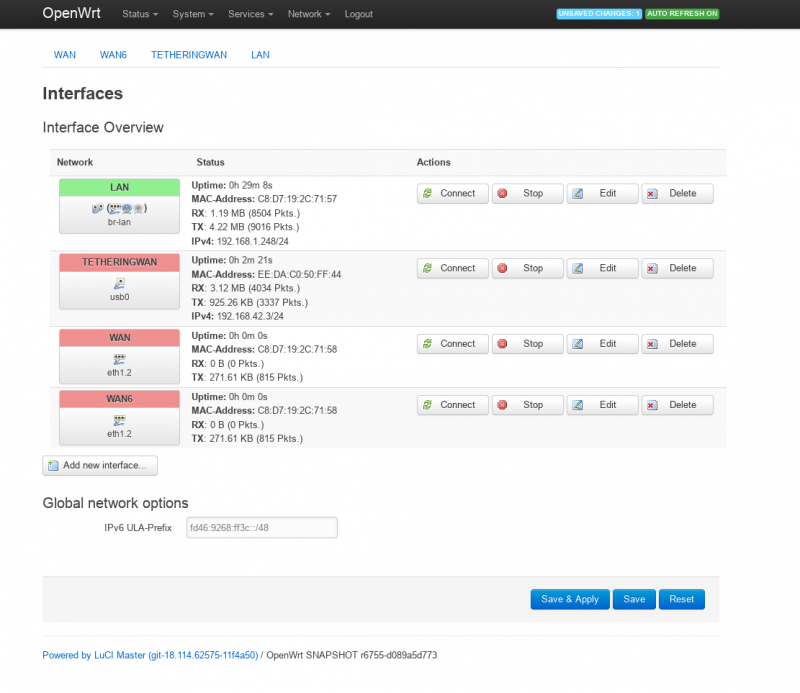 OpenWrt Status System Services Network Logout UNSAVED CHANGES: 1 AUTO REFRESH ON
WAN WAN6 TETHERINGWAN LAN
Interfaces
Interface Overview
Network Status Actions
LAN
br-lan
Uptime: 0h 29m 8s
MAC-Address: C8:D7:19:2C:71:57
RX: 1.19 MB (8504 Pkts.)
TX: 4.22 MB (9016 Pkts.)
IPv4: 192.168.1.248/24
Connect Stop Edit Delete
TETHERINGWAN
usb0
Uptime: 0h 2m 21s
MAC-Address: EE:DA:C0:50:FF:44
RX: 3.12 MB (4034 Pkts.)
TX: 925.26 KB (3337 Pkts.)
IPv4: 192.168.42.3/24
Connect Stop Edit Delete
WAN
eth1.2
Uptime: 0h 0m 0s
MAC-Address: C8:D7:19:2C:71:58
RX: 0 B (0 Pkts.)
TX: 271.61 KB (815 Pkts.)
Connect Stop Edit Delete
WAN6
eth1.2
Uptime: 0h 0m 0s
MAC-Address: C8:D7:19:2C:71:58
RX: 0 B (0 Pkts.)
TX: 271.61 KB (815 Pkts.)
Connect Stop Edit Delete
Add new interface...
Global network options
IPv6 ULA-Prefix fd46:9268:ff3c::/48
Save & Apply Save Reset
Powered by LuCI Master (git-18.114.62575-11f4a50) / OpenWrt SNAPSHOT r6755-d089a5d773